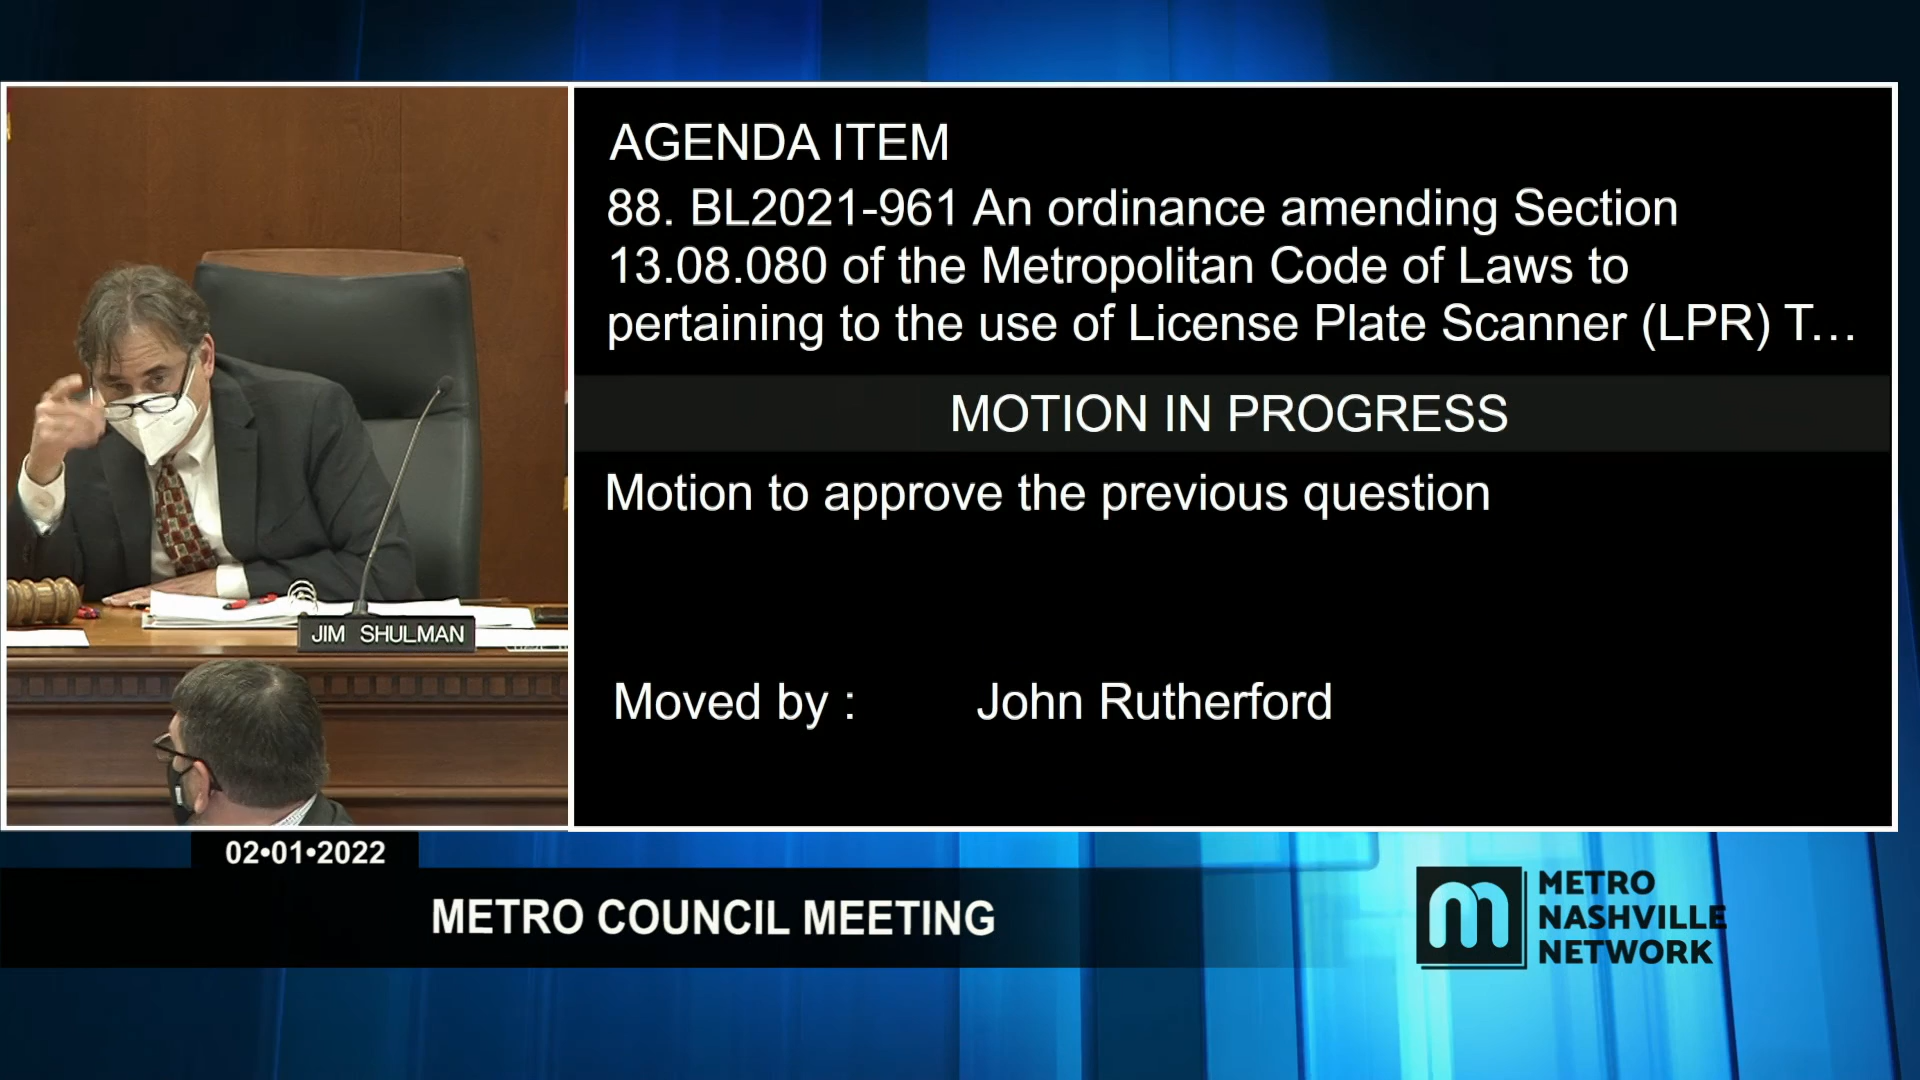 AGENDA ITEM
88. BL2021-961 An ordinance amending Section
13.08.080 of the Metropolitan Code of Laws to
pertaining to the use of License Plate Scanner (LPR) T...
MOTION IN PROGRESS
Motion to approve the previous question
Moved by : John Rutherford
JIM SHULMAN
02•01•2022
METRO COUNCIL MEETING
m METRO
NASHVILLE
NETWORK